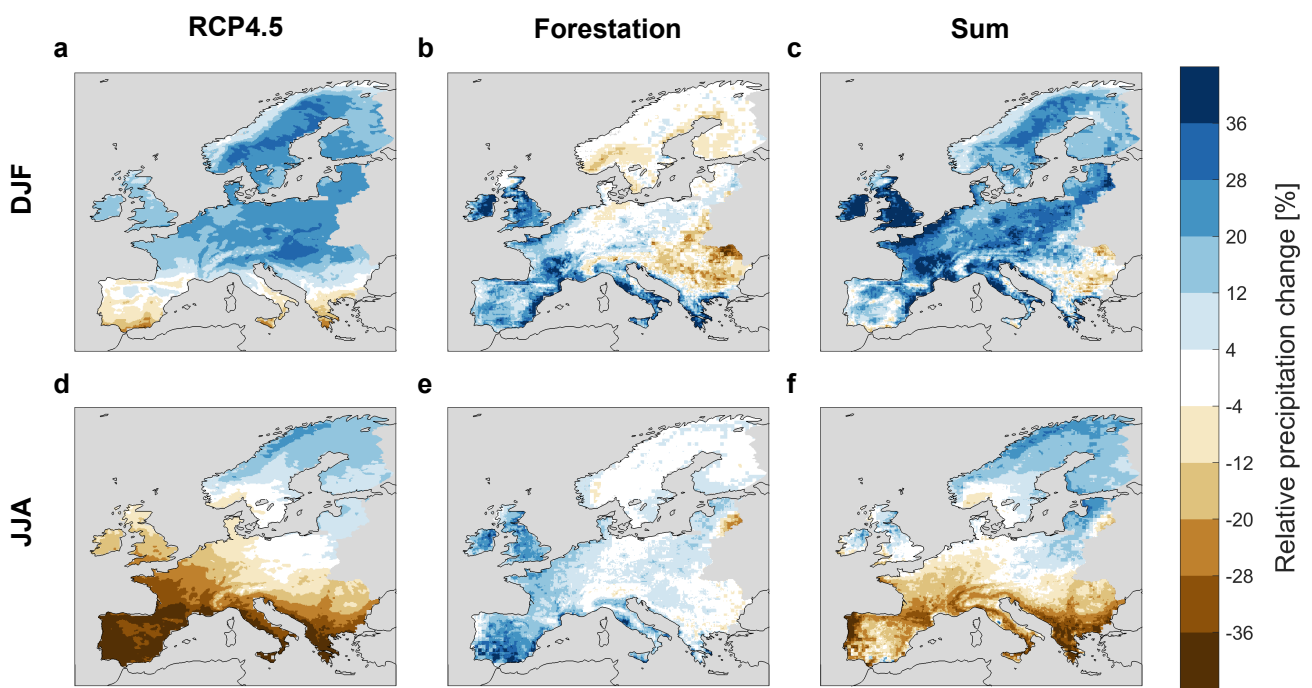 RCP4.5 Forestation Sum
a b c
DJF
d e f
JJA
36
28
20
12
4
-4
-12
-20
-28
-36
Relative precipitation change [%]